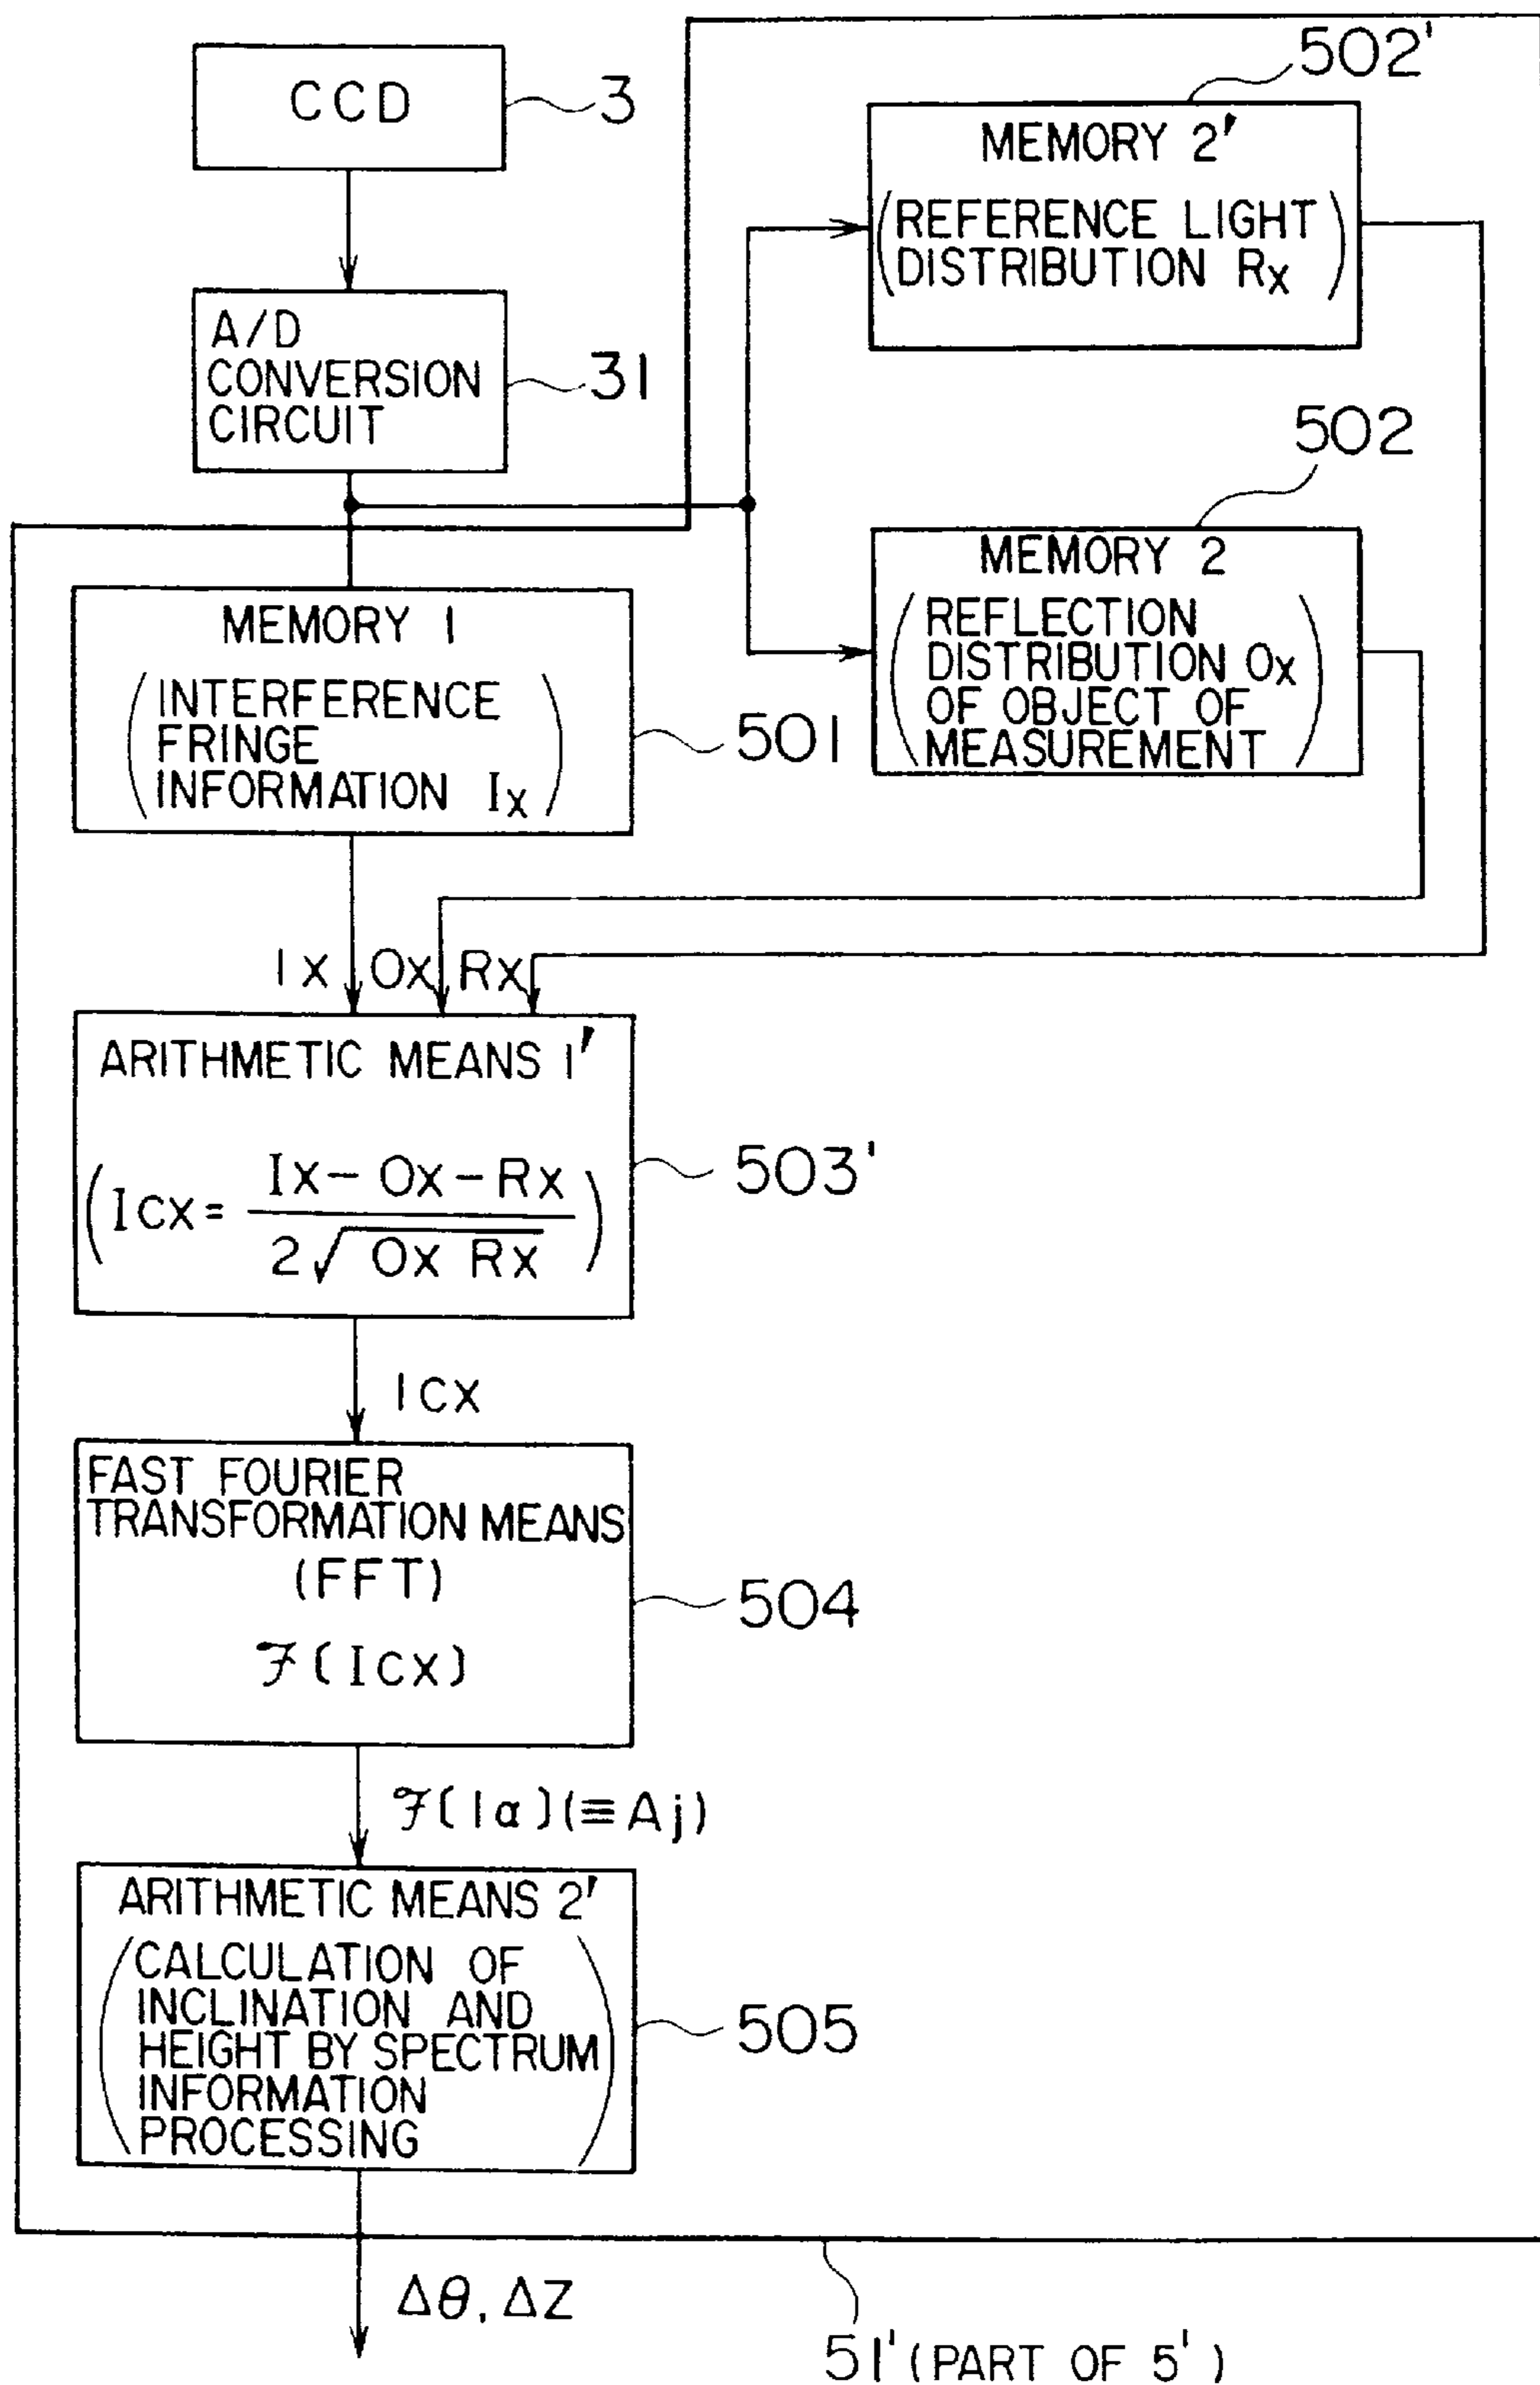 CCD
3
A/D
CONVERSION
CIRCUIT
31
502'
MEMORY 2'
(REFERENCE LIGHT
DISTRIBUTION Rx)
502
MEMORY 2
(REFLECTION
DISTRIBUTION Ox
OF OBJECT OF
MEASUREMENT)
MEMORY 1
(INTERFERENCE
FRINGE
INFORMATION Ix)
501
Ix Ox Rx
ARITHMETIC MEANS 1'
(Icx = Ix - Ox - Rx
2√Ox Rx)
503'
Icx
FAST FOURIER
TRANSFORMATION MEANS
(FFT)
ℱ(Icx)
504
ℱ(Iα)(≡Aj)
ARITHMETIC MEANS 2'
(CALCULATION OF
INCLINATION AND
HEIGHT BY SPECTRUM
INFORMATION
PROCESSING)
505
Δθ, ΔZ
51' (PART OF 5')